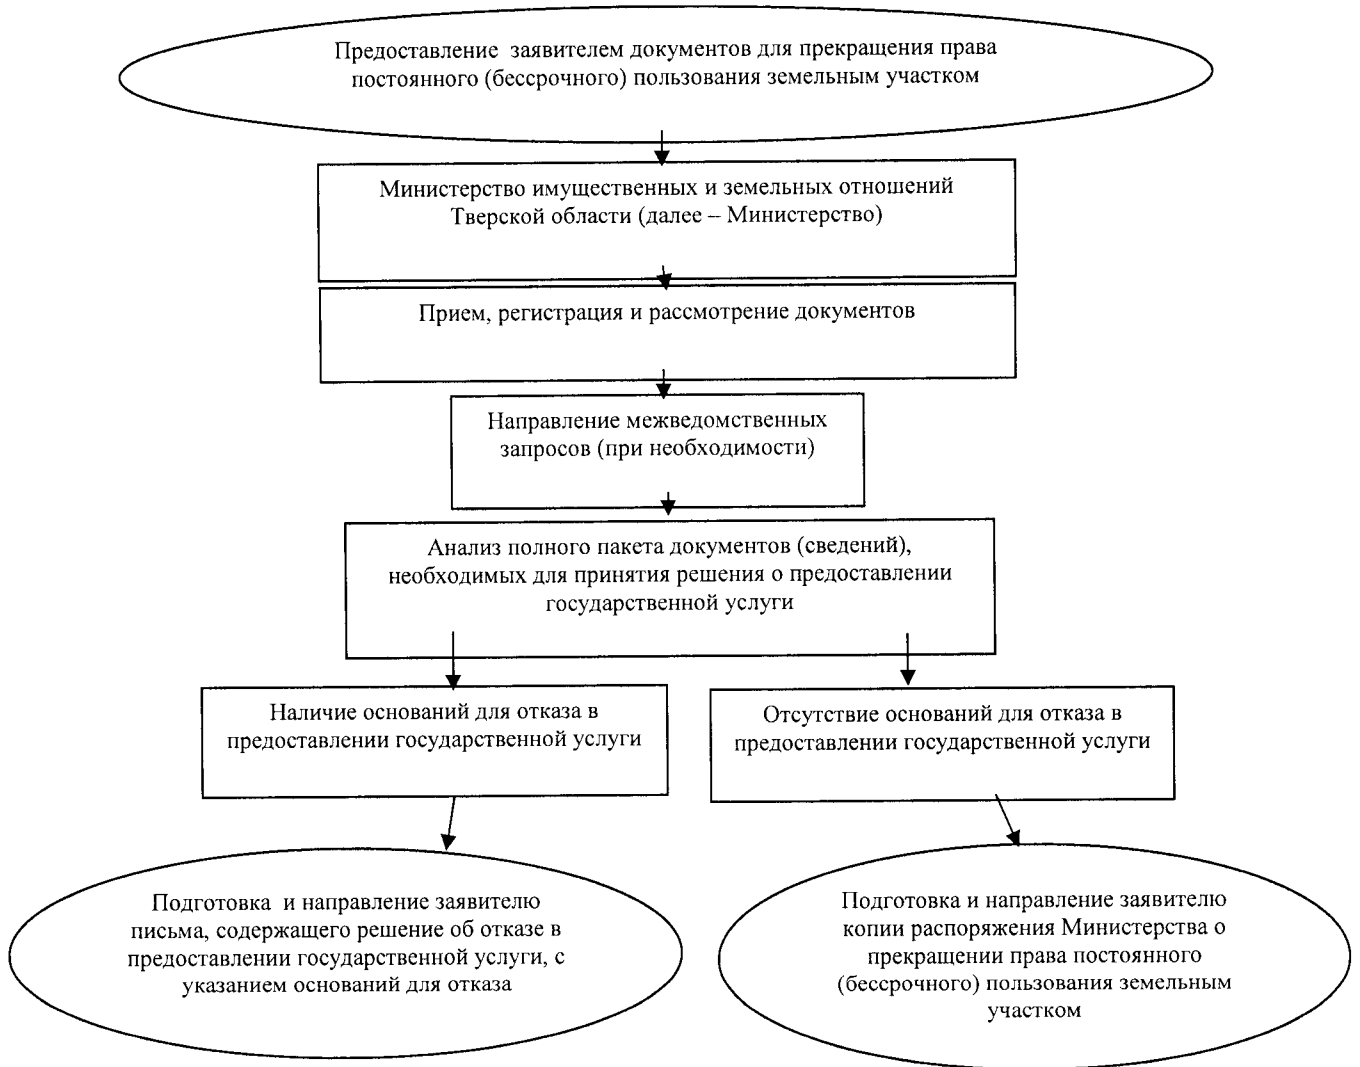 Предоставление заявителем документов для прекращения права
постоянного (бессрочного) пользования земельным участком
Министерство имущественных и земельных отношений
Тверской области (далее – Министерство)
Прием, регистрация и рассмотрение документов
Направление межведомственных
запросов (при необходимости)
Анализ полного пакета документов (сведений),
необходимых для принятия решения о предоставлении
государственной услуги
Наличие оснований для отказа в
предоставлении государственной услуги
Отсутствие оснований для отказа в
предоставлении государственной услуги
Подготовка и направление заявителю
письма, содержащего решение об отказе в
предоставлении государственной услуги, с
указанием оснований для отказа
Подготовка и направление заявителю
копии распоряжения Министерства о
прекращении права постоянного
(бессрочного) пользования земельным
участком